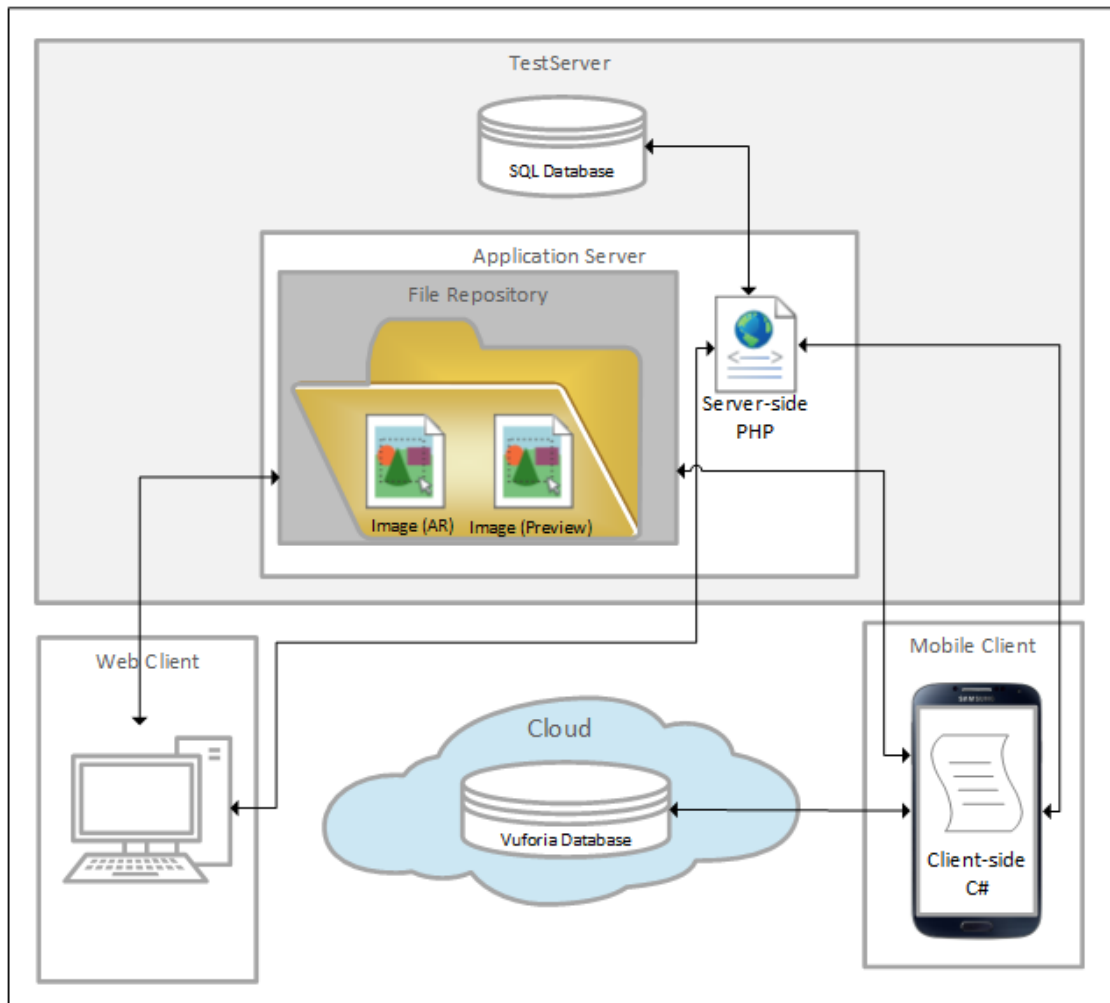 TestServer
SQL Database
Application Server
File Repository
Server-side
PHP
Image (AR)
Image (Preview)
Web Client
Mobile Client
SAMSUNG
Cloud
Vuforia Database
Client-side
C#